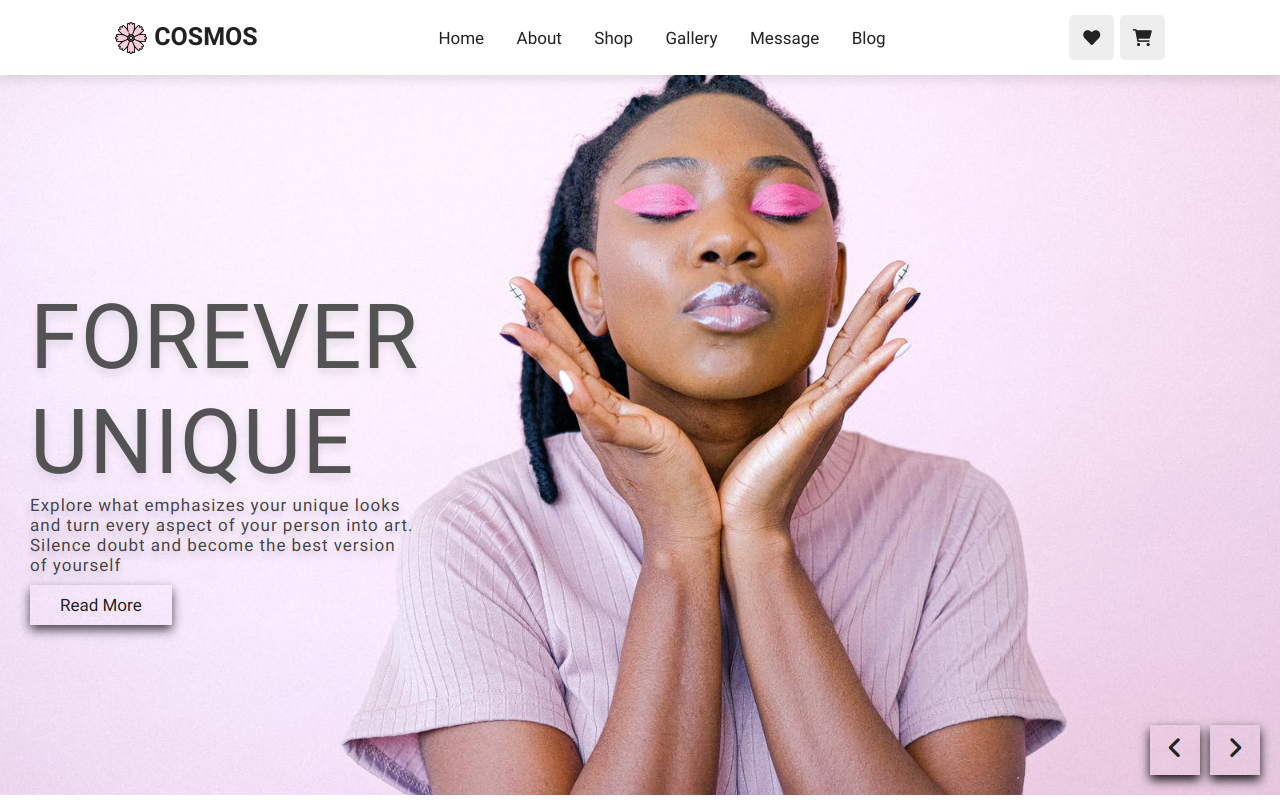 COSMOS
Home About Shop Gallery Message Blog
FOREVER
UNIQUE
Explore what emphasizes your unique looks
and turn every aspect of your person into art.
Silence doubt and become the best version
of yourself
Read More